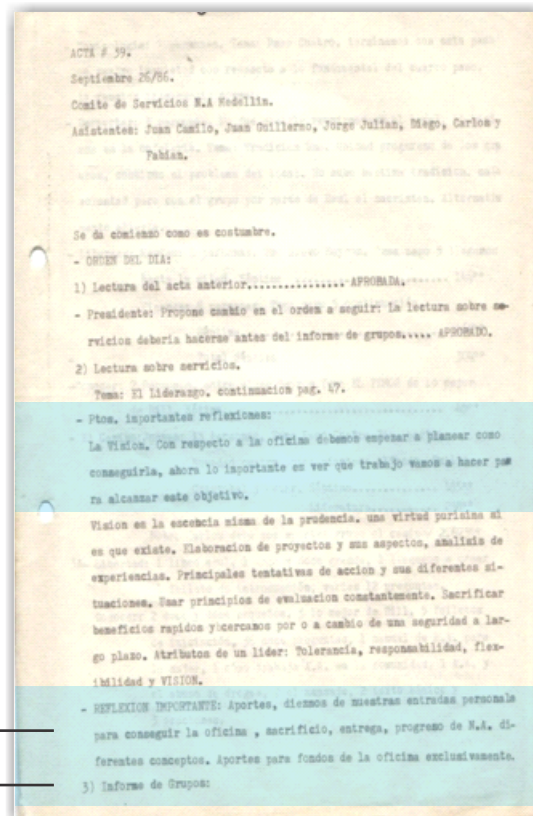 ACTA # 39.
Septiembre 26/86.
Comite de Servicios N.A Medellin.
Asistentes: Juan Camilo, Juan Guillermo, Jorge Julian, Diego, Carlos y
Fabian.
Se da comienzo como es costumbre.
- ORDEN DEL DIA:
1) Lectura del acta anterior................ APROBADA.
- Presidente: Propone cambio en el orden a seguir: La lectura sobre se-
rvicios deberia hacerse antes del informe de grupos..... APROBADO.
2) Lectura sobre servicios.
Tema: El Liderazgo. continuacion pag. 47.
- Ptos. importantes reflexiones:
La Vision. Con respecto a la oficina debemos empezar a planear como
conseguirla, ahora lo importante es ver que trabajo vamos a hacer pa
ra alcanzar este objetivo.
Vision es la escencia misma de la prudencia. una virtud purisima si
es que existe. Elaboracion de proyectos y sus aspectos, analisis de
experiencias. Principales tentativas de accion y sus diferentes si-
tuaciones. Usar principios de evaluacion constantemente. Sacrificar
beneficios rapidos y cercanos por o a cambio de una seguridad a lar-
go plazo. Atributos de un lider: Tolerancia, responsabilidad, flex-
ibilidad y VISION.
- REFLEXION IMPORTANTE: Aportes, diezmos de nuestras entradas personale
para conseguir la oficina , sacrificio, entrega, progreso de N.A. di-
ferentes conceptos. Aportes para fondos de la oficina exclusivamente.
3) Informe de Grupos: